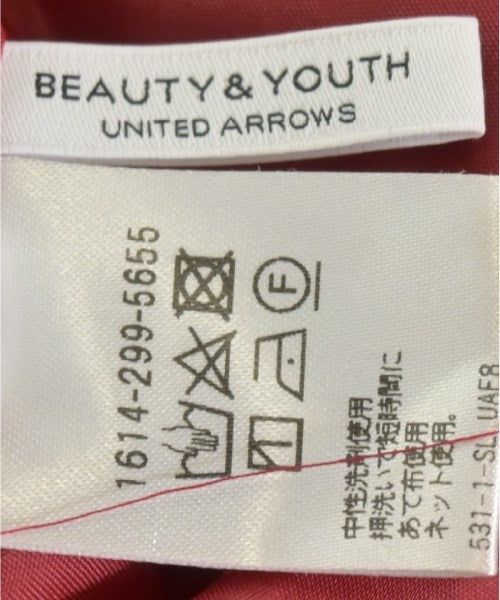 BEAUTY & YOUTH
UNITED ARROWS
1614-299-5655
F
中性洗剤使用
押洗いで短時間に
あて布使用
ネット使用。
531-1-SL UAF8